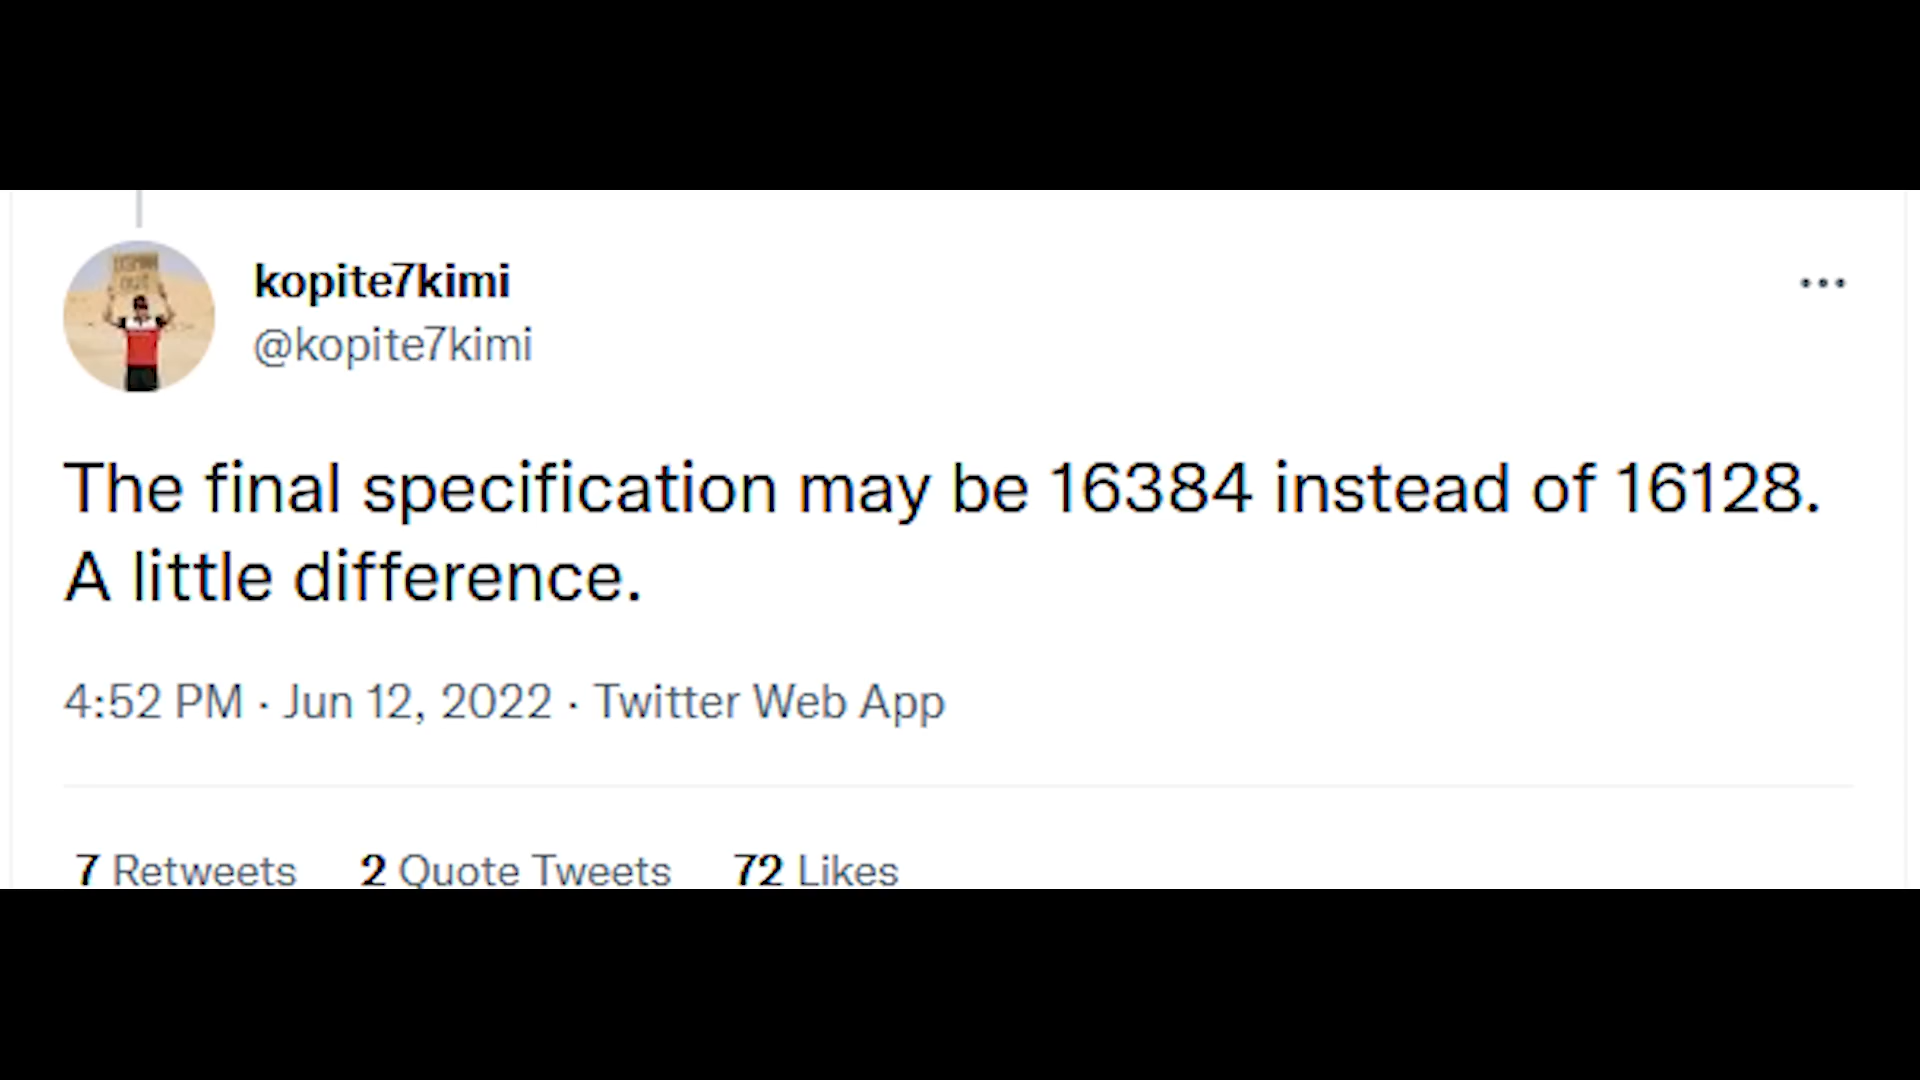 kopite7kimi
@kopite7kimi
The final specification may be 16384 instead of 16128.
A little difference.
4:52 PM · Jun 12, 2022 · Twitter Web App
7 Retweets 2 Quote Tweets 72 Likes